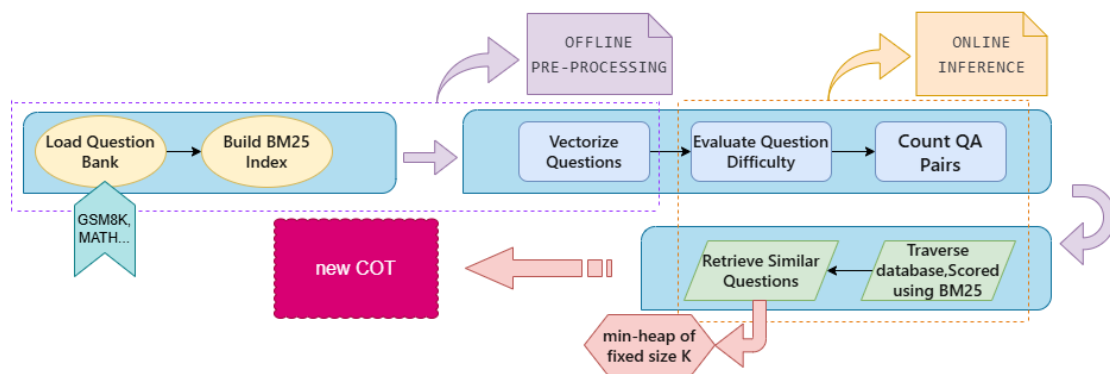 OFFLINE
PRE-PROCESSING
ONLINE
INFERENCE
Load Question
Bank
Build BM25
Index
Vectorize
Questions
Evaluate Question
Difficulty
Count QA
Pairs
GSM8K,
MATH...
new COT
Retrieve Similar
Questions
Traverse
database,Scored
using BM25
min-heap of
fixed size K